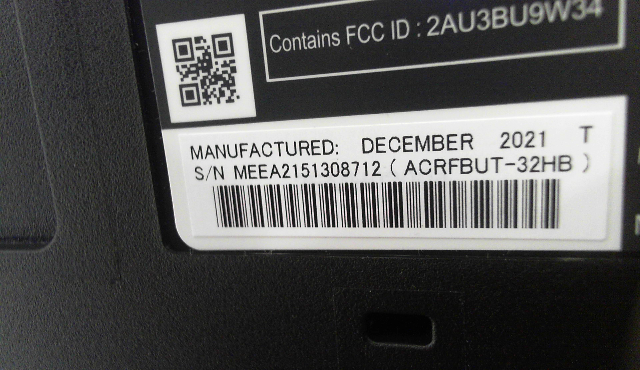 Contains FCC ID : 2AU3BU9W34
MANUFACTURED: DECEMBER 2021 T
S/N MEEA2151308712 ( ACRFBUT-32HB )